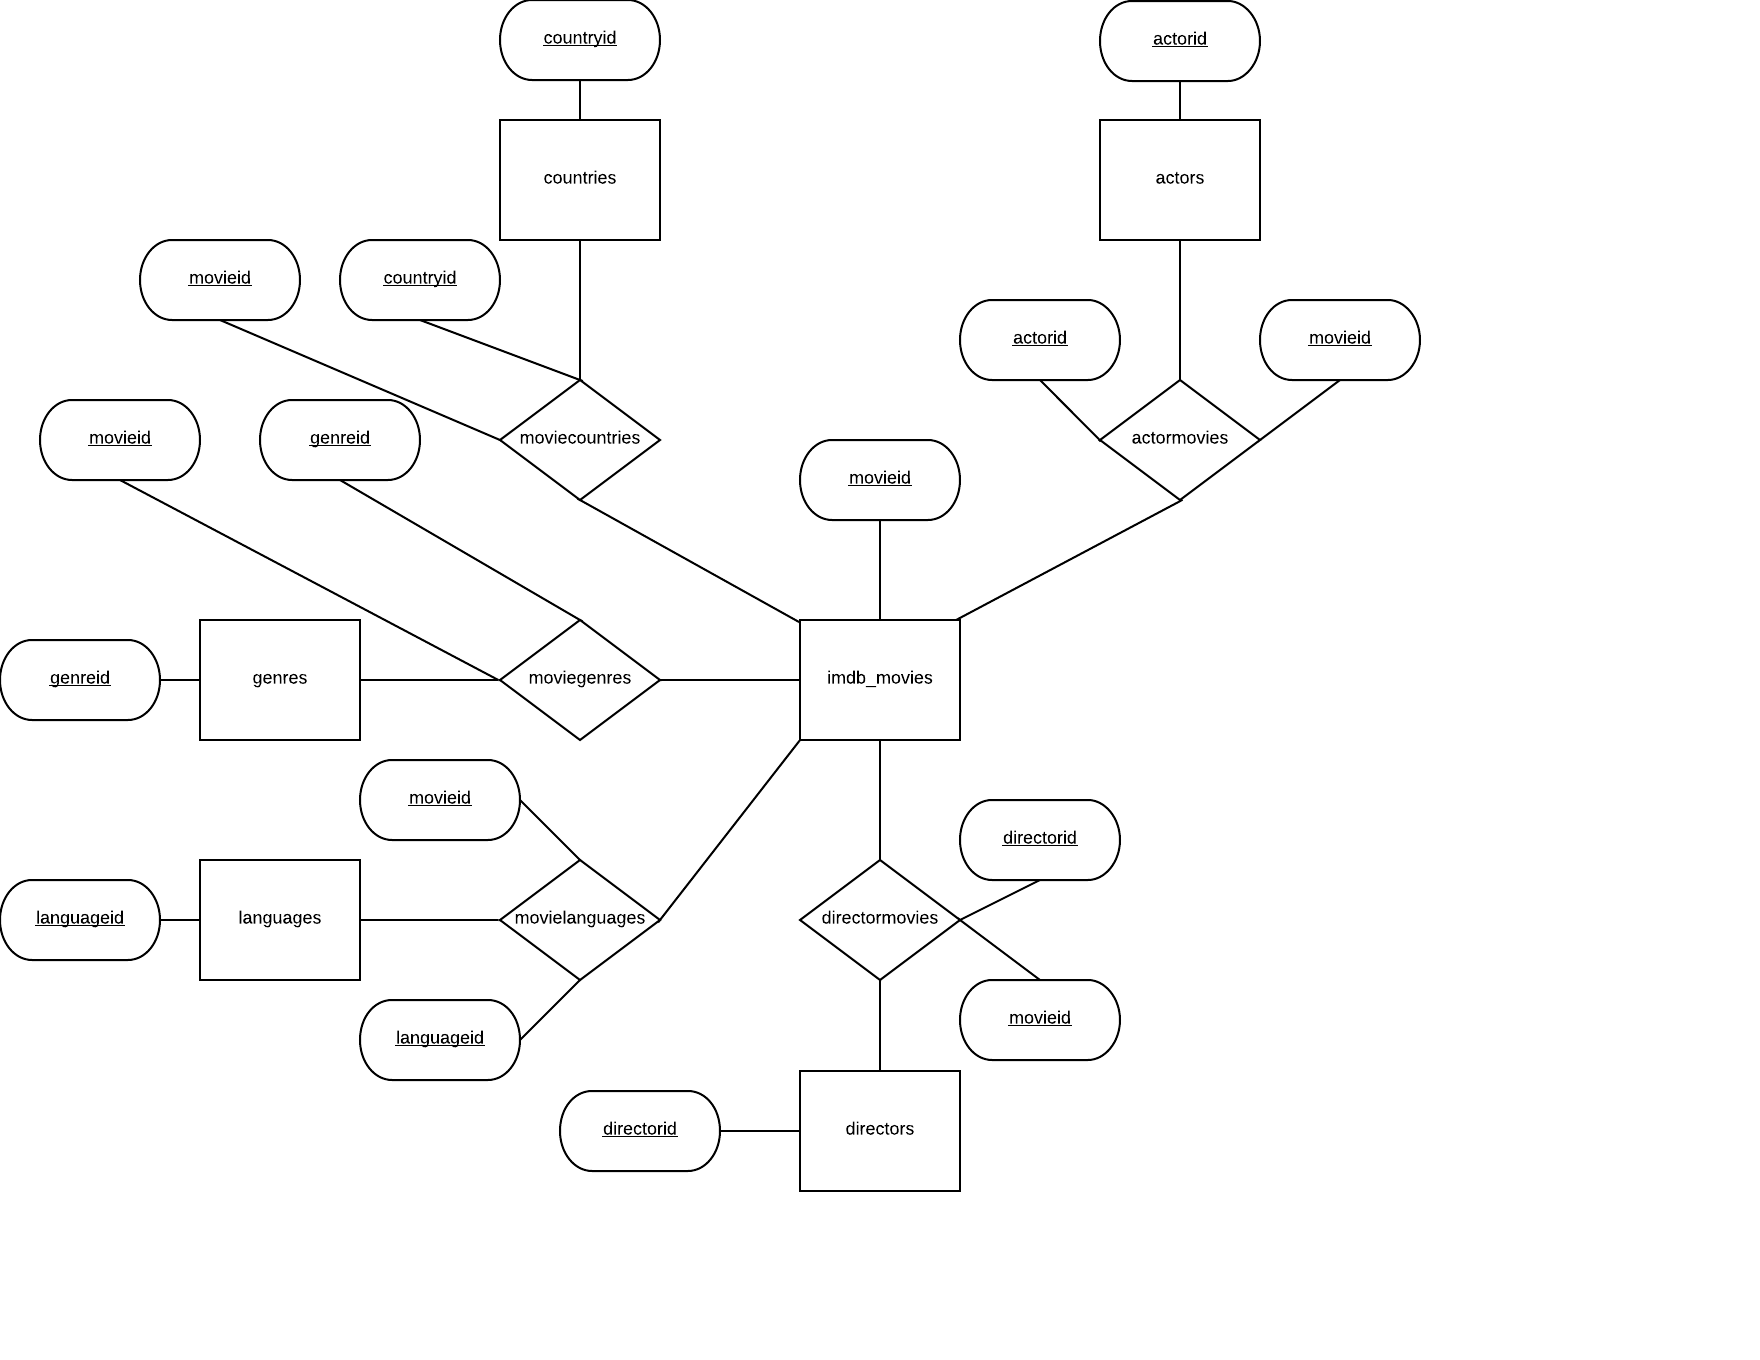 countryid
actorid
countries
actors
movieid
countryid
actorid
movieid
movieid
genreid
moviecountries
actormovies
movieid
genreid
genres
moviegenres
imdb_movies
movieid
directorid
languageid
languages
movielanguages
directormovies
languageid
movieid
directorid
directors